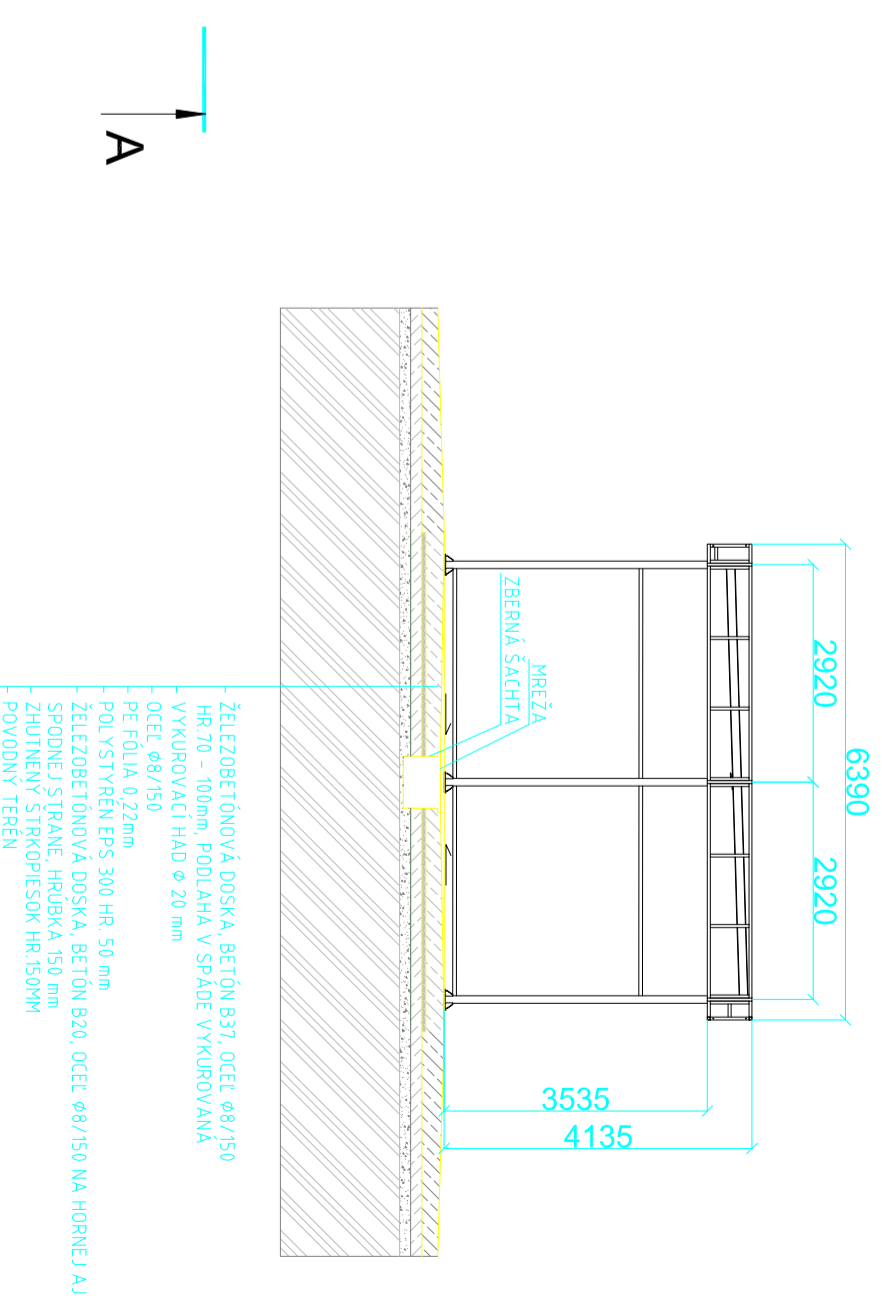 6390
2920
2920
3535
4135
MREŽA
ZBERNÁ ŠACHTA
A
ŽELEZOBETÓNOVÁ DOSKA, BETÓN B37, OCEĽ Ø8/150
HR.70 - 100mm, PODLAHA V SPÁDE VYKUROVANÁ
VYKUROVACÍ HAD Ø 20 mm
OCEĽ Ø8/150
PE FÓLIA 0,22mm
POLYSTYRÉN EPS 300 HR. 50 mm
ŽELEZOBETÓNOVÁ DOSKA, BETÓN B20, OCEĽ Ø8/150 NA HORNEJ AJ
SPODNEJ STRANE, HRÚBKA 150 mm
ZHUTNENÝ ŠTRKOPIESOK HR.150MM
PÔVODNÝ TERÉN